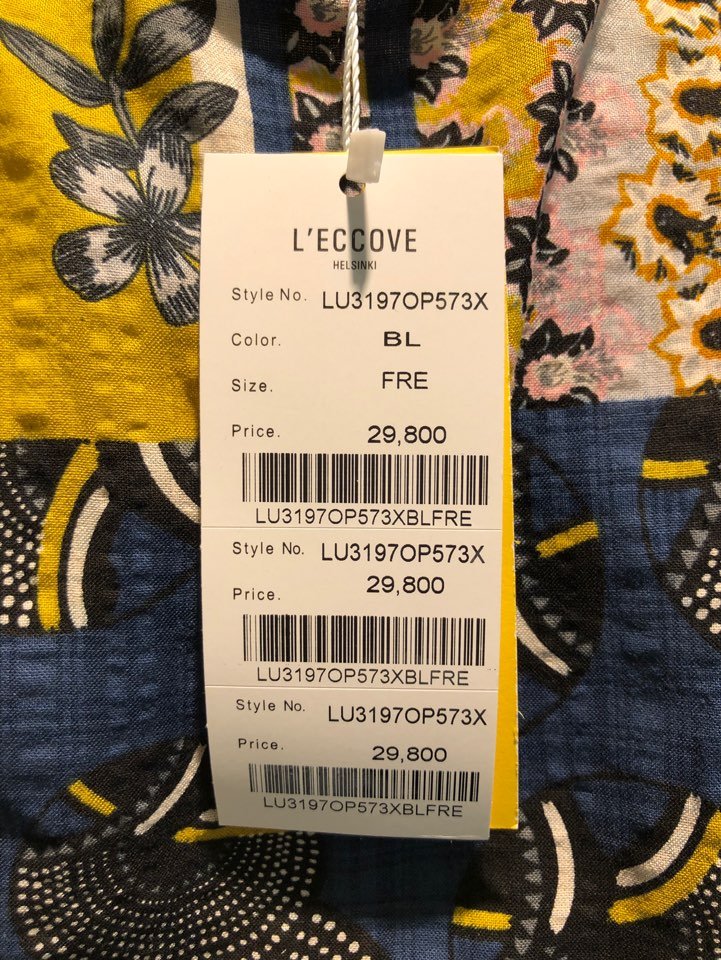 L'ECCOVE
HELSINKI
Style No. LU3197OP573X
Color. BL
Size. FRE
Price. 29,800
LU3197OP573XBLFRE
Style No. LU3197OP573X
Price. 29,800
LU3197OP573XBLFRE
Style No. LU3197OP573X
Price. 29,800
LU3197OP573XBLFRE